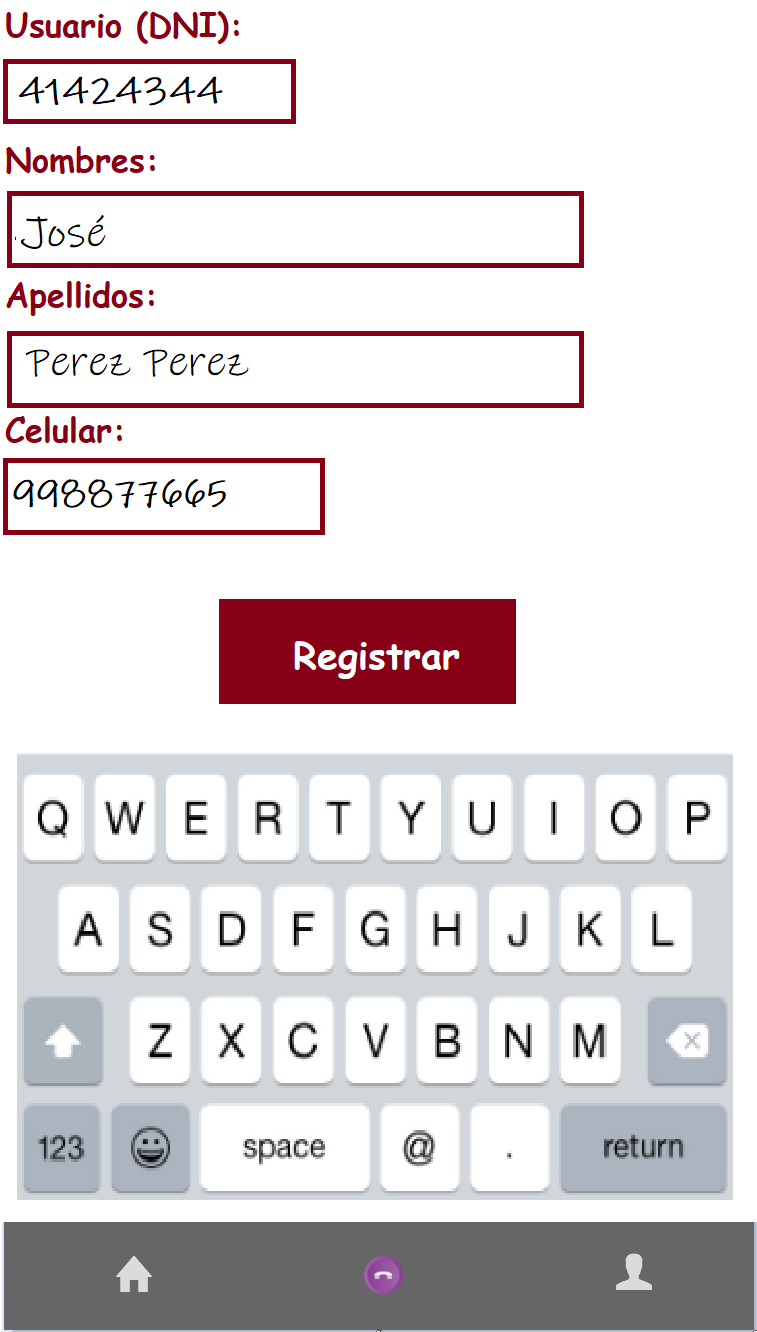 Usuario (DNI):
41424344
Nombres:
José
Apellidos:
Perez Perez
Celular:
998877665
Registrar
Q W E R T Y U I O P
A S D F G H J K L
Z X C V B N M
123 space @ . return